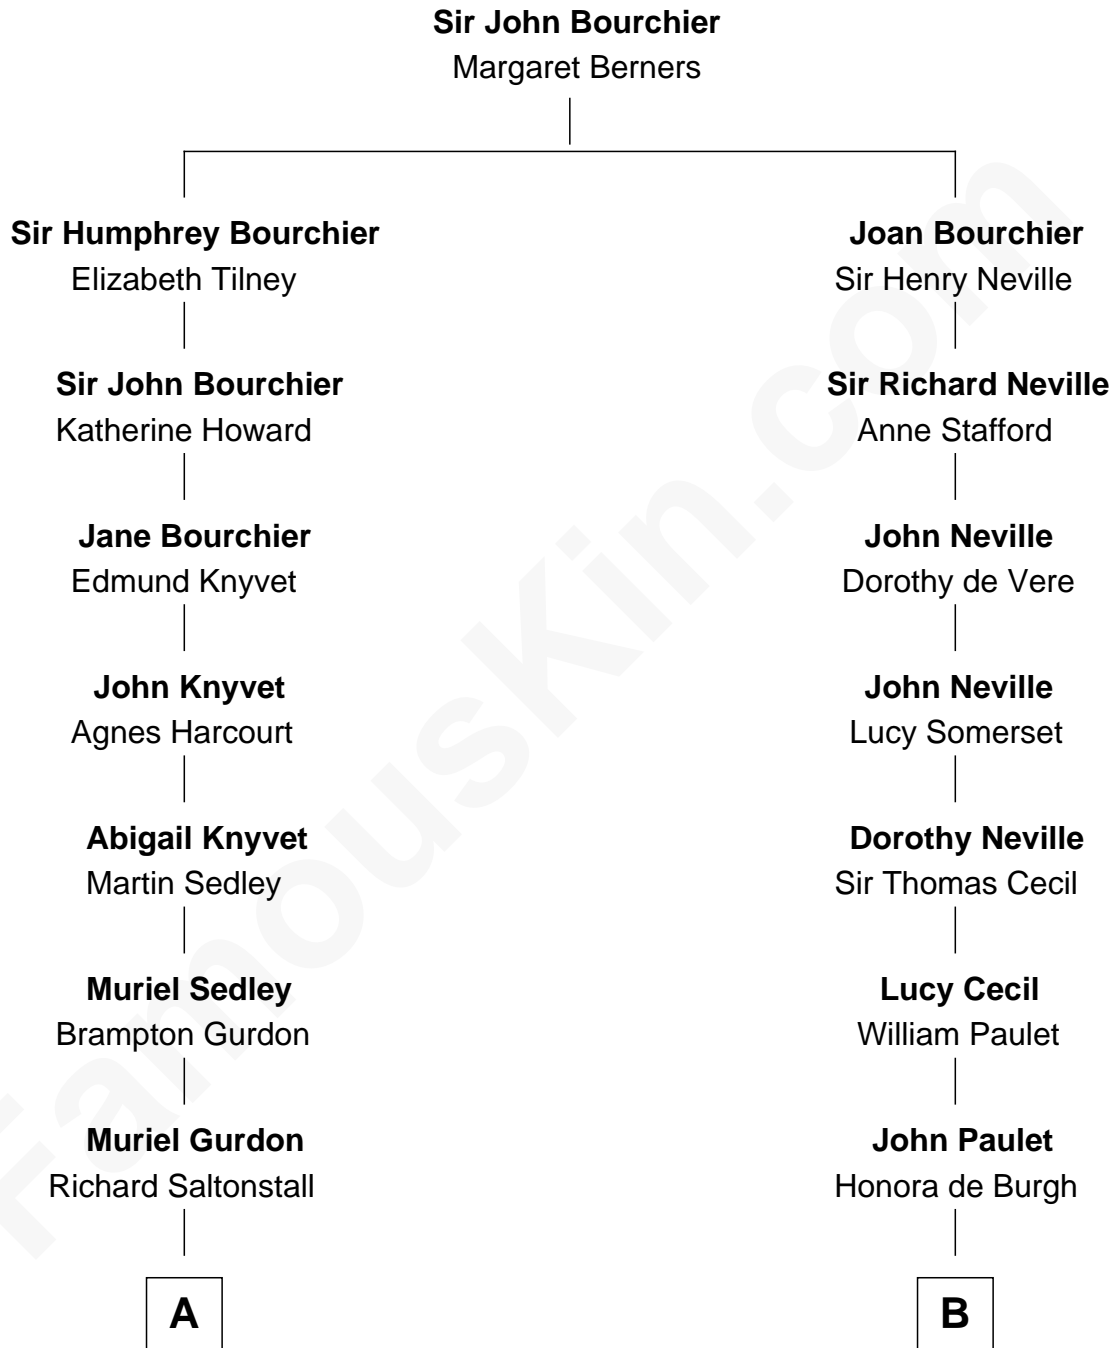 Sir John Bourchier
Margaret Berners
Sir Humphrey Bourchier
Elizabeth Tilney
Joan Bourchier
Sir Henry Neville
Sir John Bourchier
Katherine Howard
Sir Richard Neville
Anne Stafford
Jane Bourchier
Edmund Knyvet
John Neville
Dorothy de Vere
John Knyvet
Agnes Harcourt
John Neville
Lucy Somerset
Abigail Knyvet
Martin Sedley
Dorothy Neville
Sir Thomas Cecil
Muriel Sedley
Brampton Gurdon
Lucy Cecil
William Paulet
Muriel Gurdon
Richard Saltonstall
John Paulet
Honora de Burgh
A
B
FamousKin.com